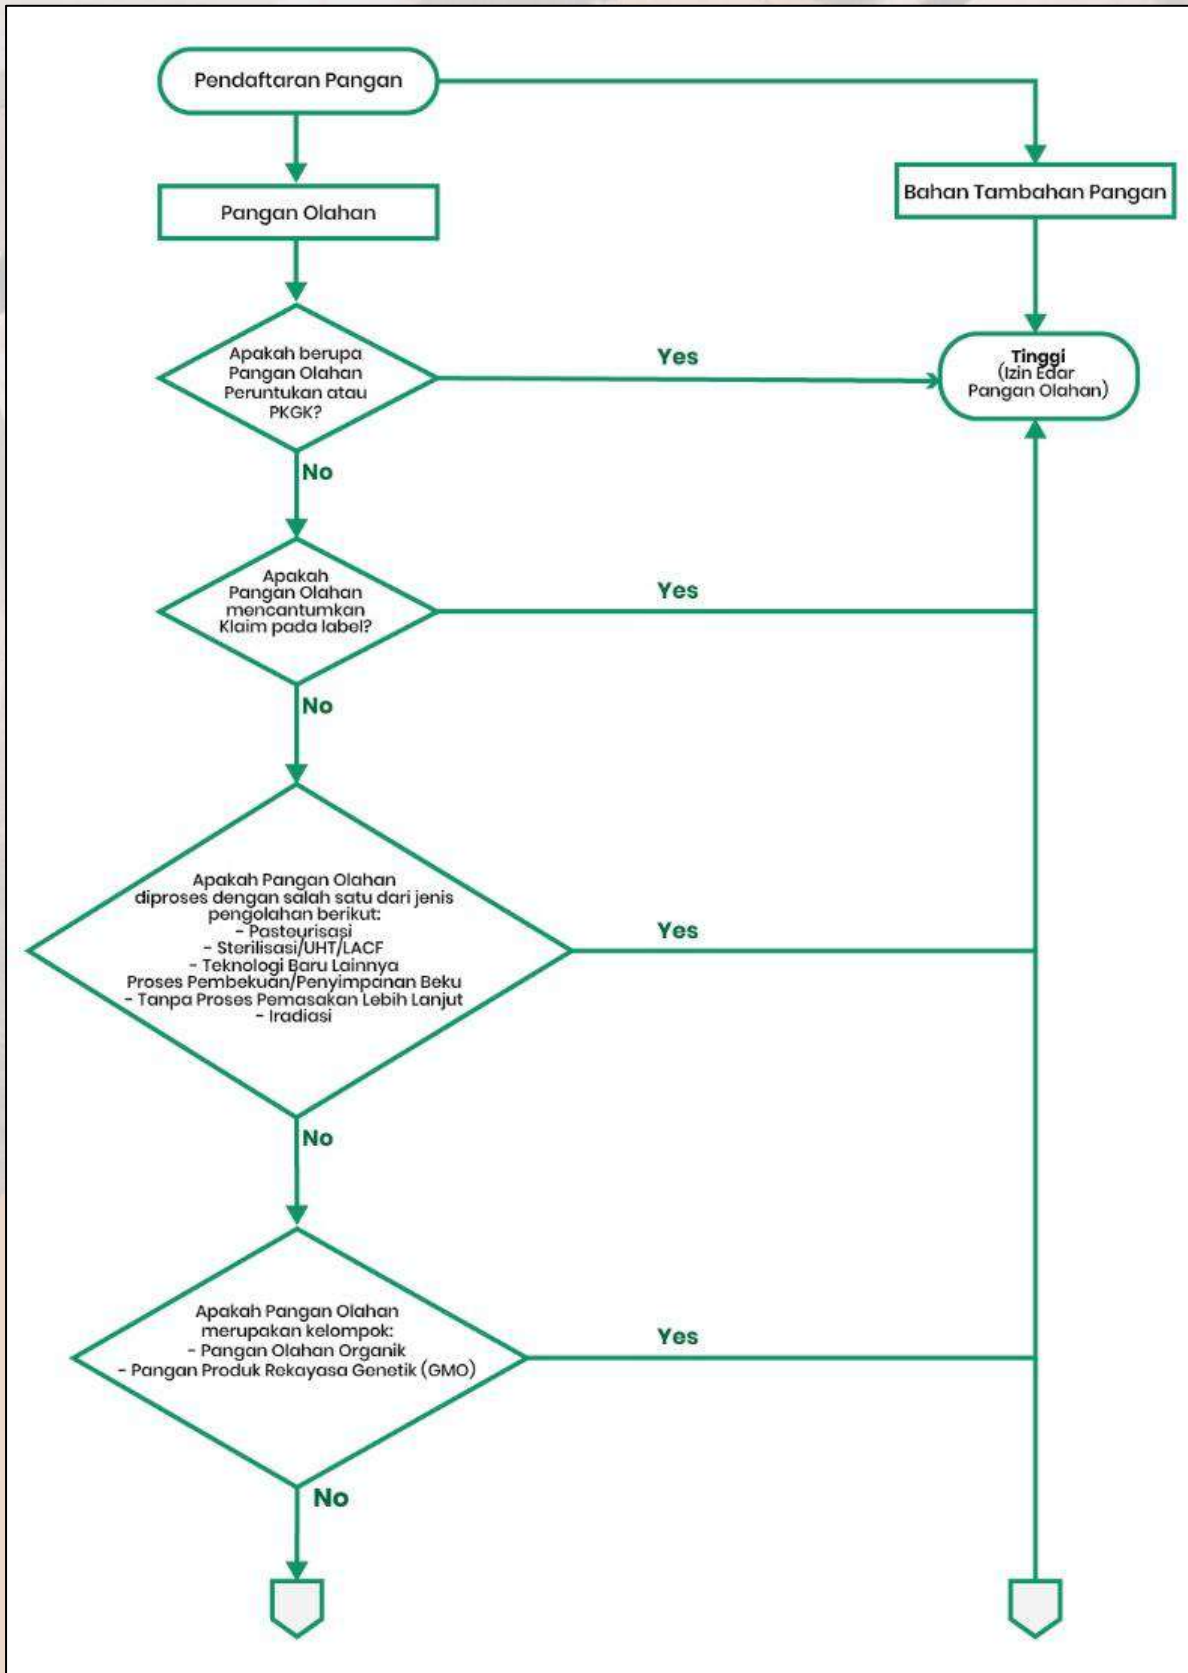 Pendaftaran Pangan
Pangan Olahan
Bahan Tambahan Pangan
Apakah berupa
Pangan Olahan
Peruntukan atau
PKGK?
Yes
Tinggi
(Izin Edar
Pangan Olahan)
No
Apakah
Pangan Olahan
mencantumkan
Klaim pada label?
Yes
No
Apakah Pangan Olahan
diproses dengan salah satu dari jenis
pengolahan berikut:
- Pasteurisasi
- Sterilisasi/UHT/LACF
- Teknologi Baru Lainnya
Proses Pembekuan/Penyimpanan Beku
- Tanpa Proses Pemasakan Lebih Lanjut
- Iradiasi
Yes
No
Apakah Pangan Olahan
merupakan kelompok:
- Pangan Olahan Organik
- Pangan Produk Rekayasa Genetik (GMO)
Yes
No